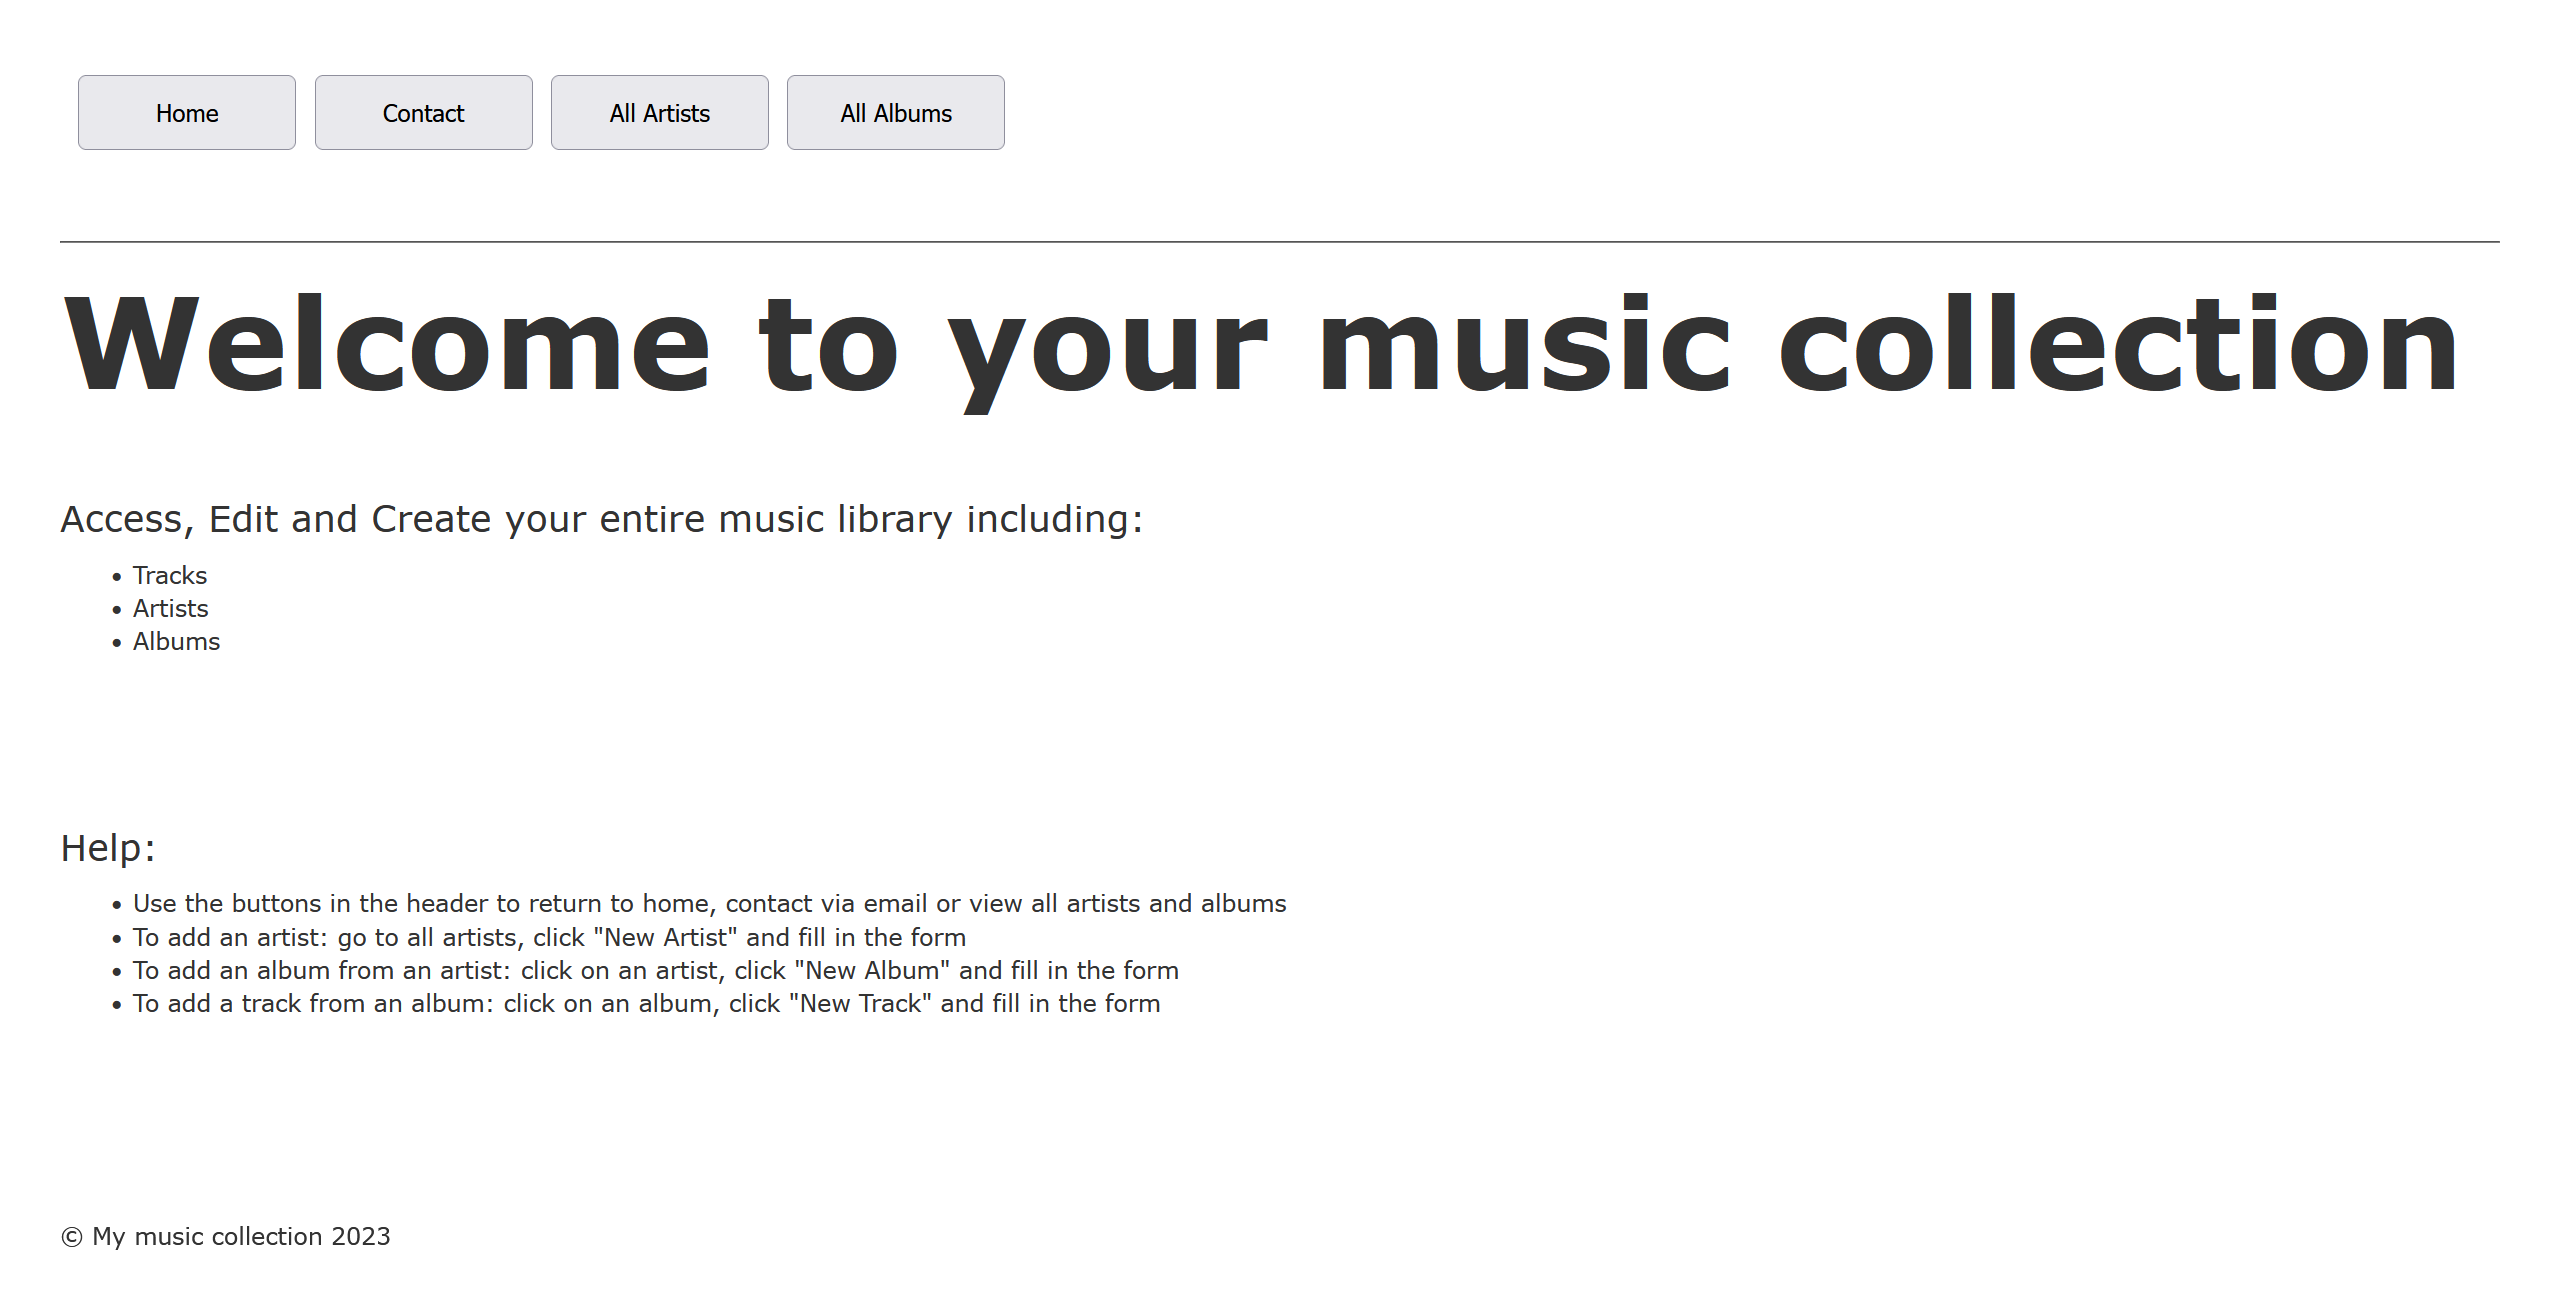 Home Contact All Artists All Albums
Welcome to your music collection
Access, Edit and Create your entire music library including:
• Tracks
• Artists
• Albums
Help:
• Use the buttons in the header to return to home, contact via email or view all artists and albums
• To add an artist: go to all artists, click "New Artist" and fill in the form
• To add an album from an artist: click on an artist, click "New Album" and fill in the form
• To add a track from an album: click on an album, click "New Track" and fill in the form
© My music collection 2023